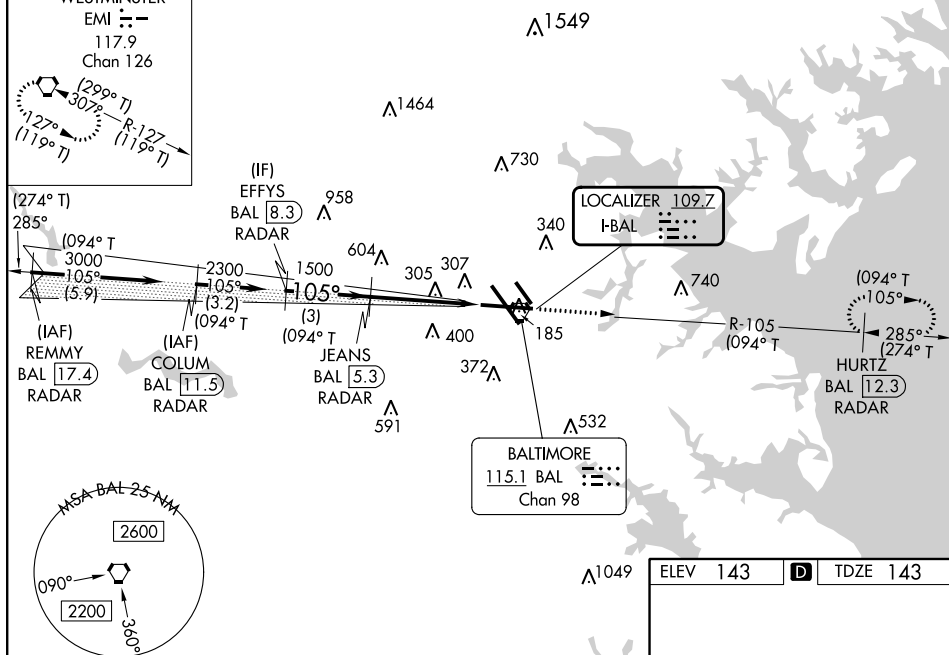 WESTMINSTER
EMI
117.9
Chan 126
(299° T)
307°
R-127
(119° T)
127°
(119° T)
1549
1464
730
(IF)
EFFYS
BAL 8.3
RADAR
958
LOCALIZER 109.7
I-BAL
340
604
305
307
740
(274° T)
285°
(094° T
3000
105°
(5.9)
2300
105°
(3.2)
(094° T
1500
105°
(3)
(094° T
(IAF)
REMMY
BAL 17.4
RADAR
(IAF)
COLUM
BAL 11.5
RADAR
JEANS
BAL 5.3
RADAR
400
185
372
591
532
R-105
(094° T
(094° T
105°
285°
(274° T
HURTZ
BAL 12.3
RADAR
BALTIMORE
115.1 BAL
Chan 98
MSA BAL 25 NM
2600
090°
2200
360°
1049
ELEV 143 D TDZE 143